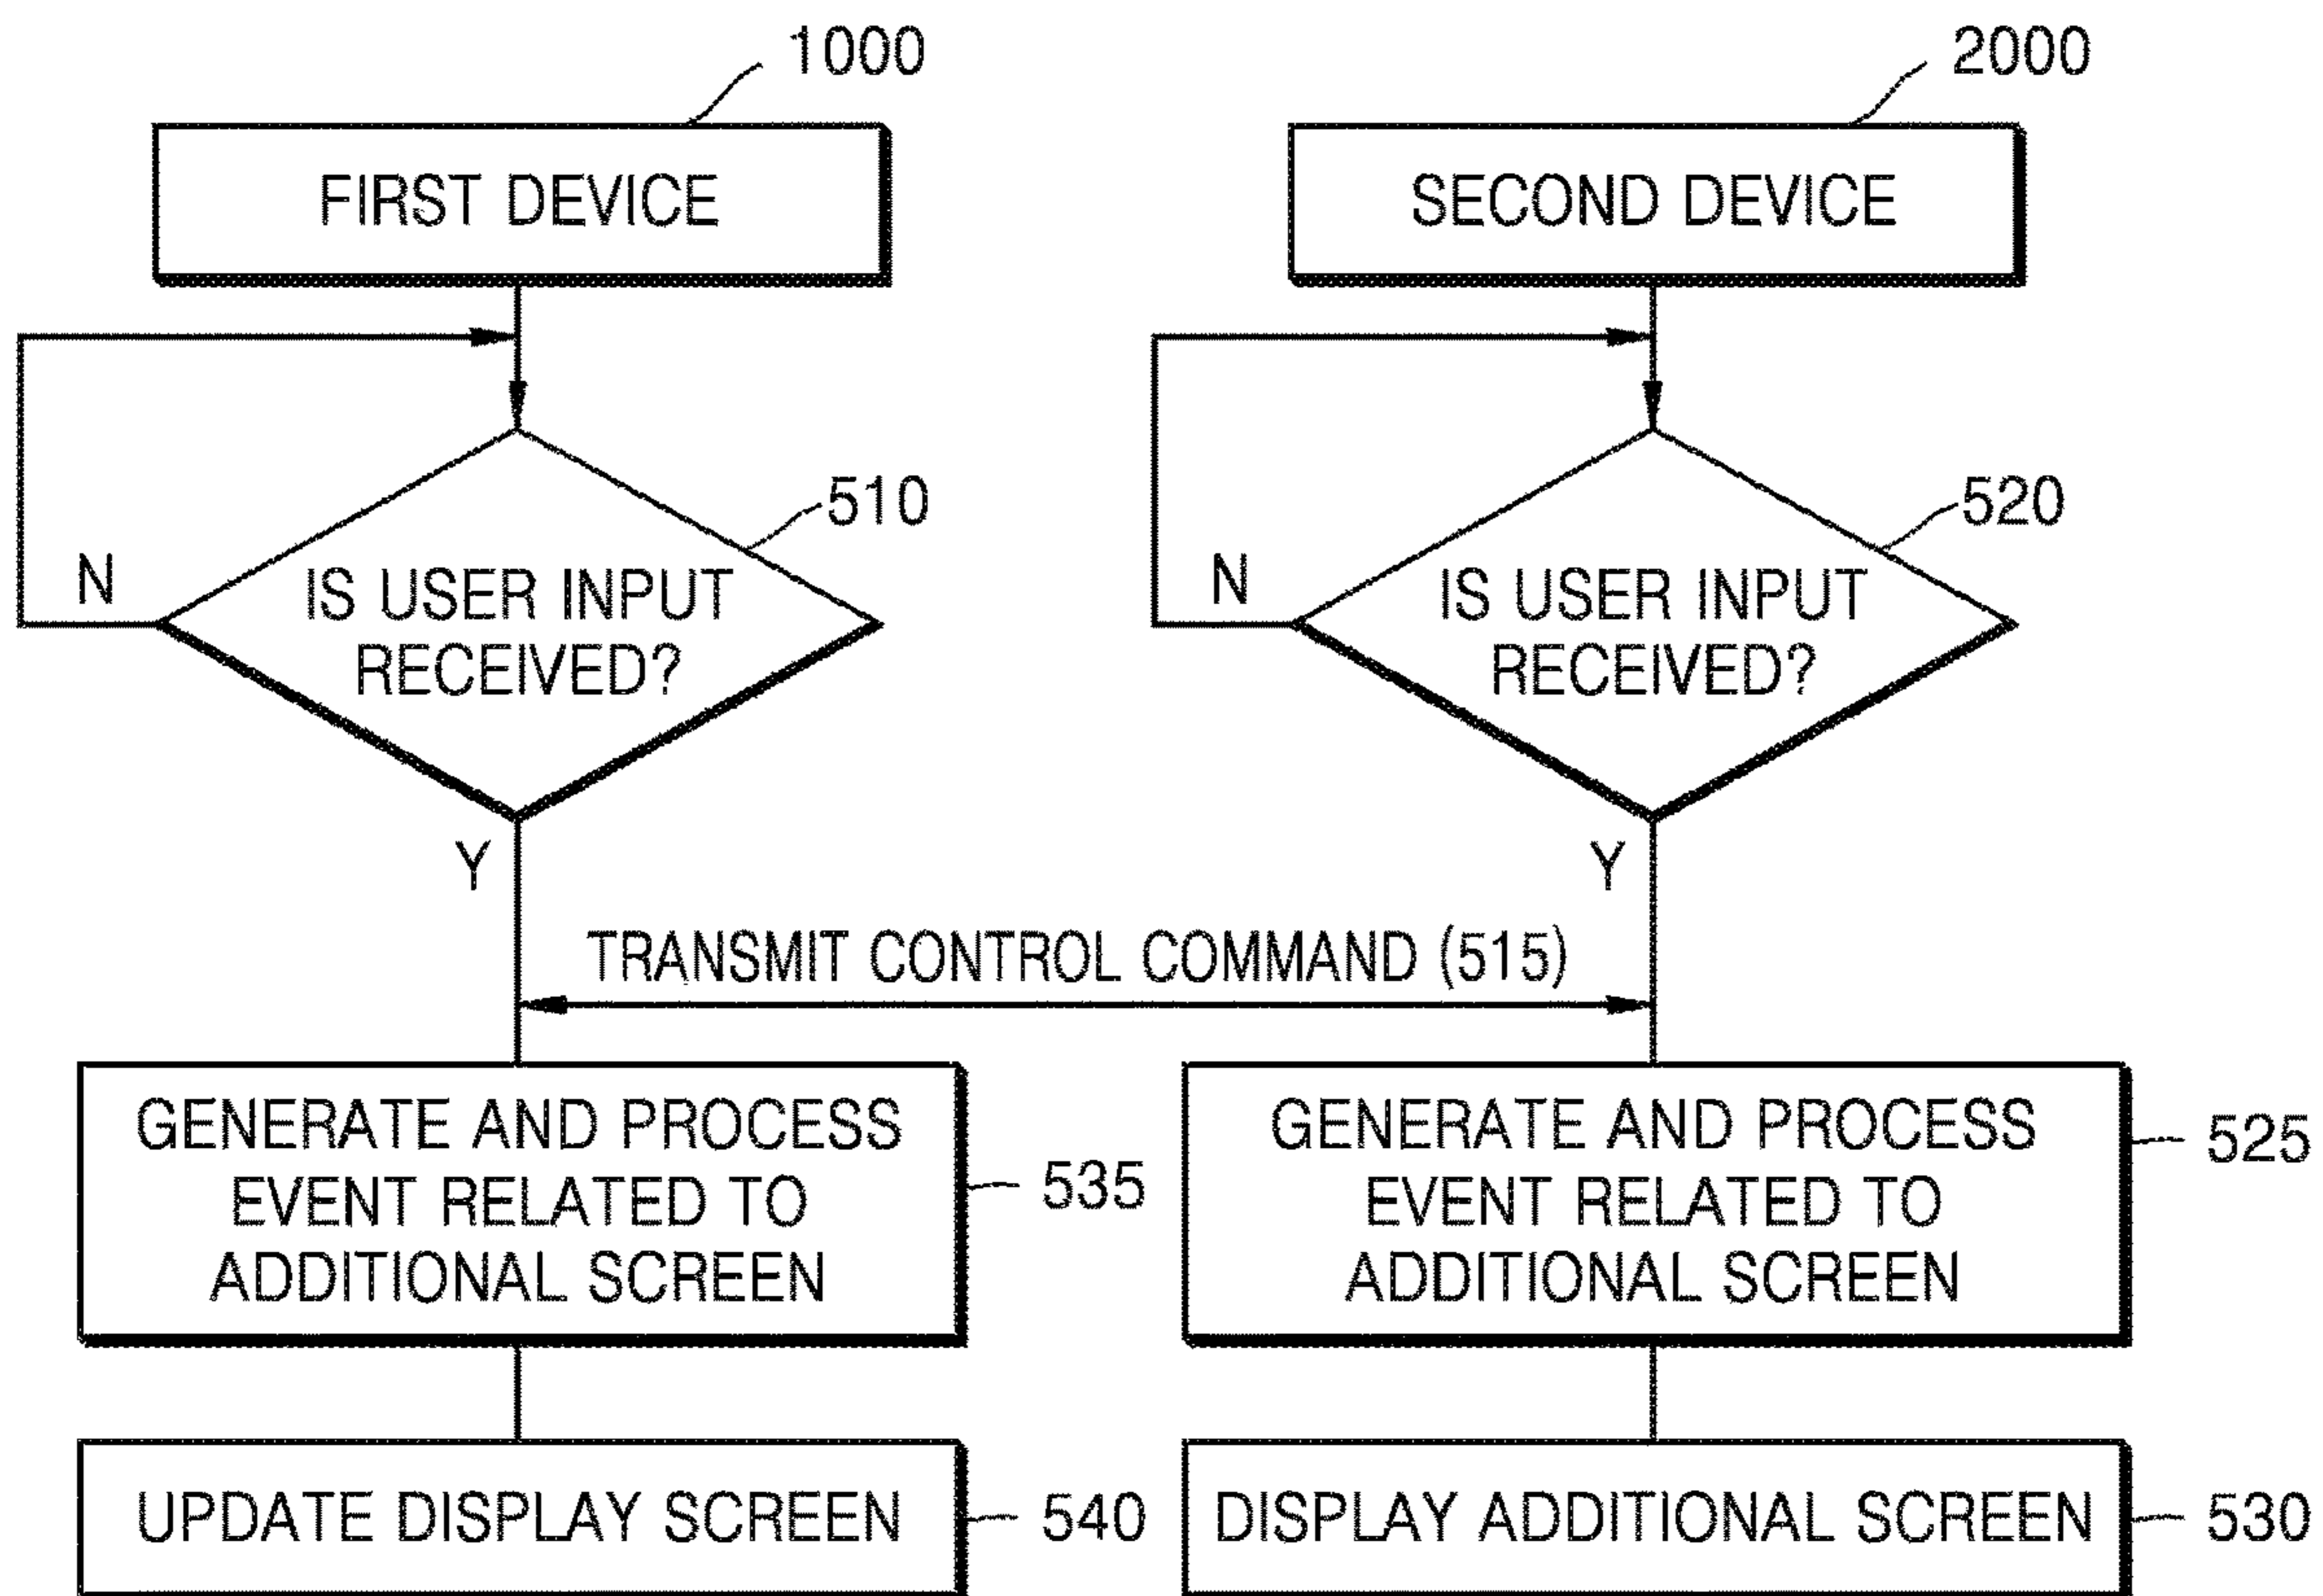 1000
2000
FIRST DEVICE
SECOND DEVICE
510
520
N
IS USER INPUT
RECEIVED?
N
IS USER INPUT
RECEIVED?
Y
Y
TRANSMIT CONTROL COMMAND (515)
GENERATE AND PROCESS
EVENT RELATED TO
ADDITIONAL SCREEN
535
GENERATE AND PROCESS
EVENT RELATED TO
ADDITIONAL SCREEN
525
UPDATE DISPLAY SCREEN
540
DISPLAY ADDITIONAL SCREEN
530